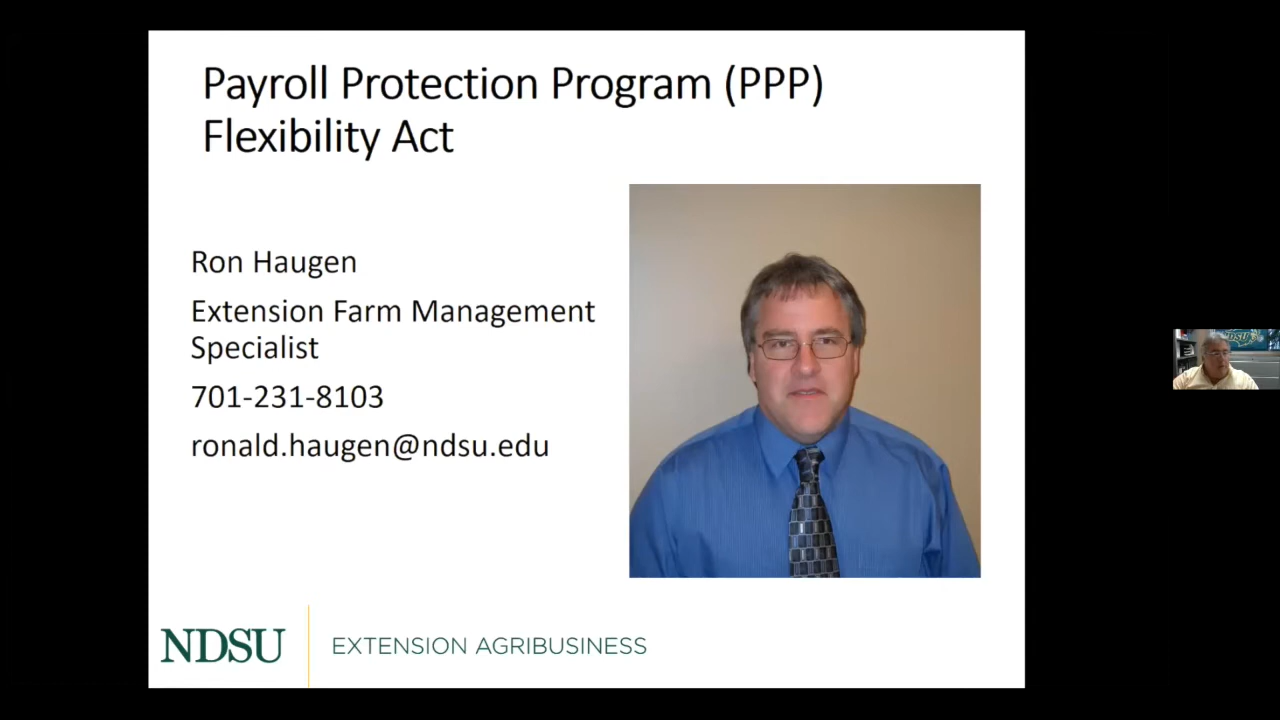 Payroll Protection Program (PPP)
Flexibility Act
Ron Haugen
Extension Farm Management
Specialist
701-231-8103
ronald.haugen@ndsu.edu
NDSU
EXTENSION AGRIBUSINESS
NDSU